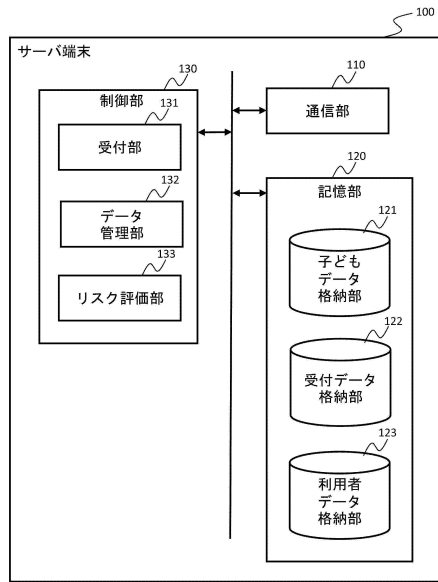 100
サーバ端末
130
制御部
131
受付部
132
データ
管理部
133
リスク評価部
110
通信部
120
記憶部
121
子ども
データ
格納部
122
受付データ
格納部
123
利用者
データ
格納部